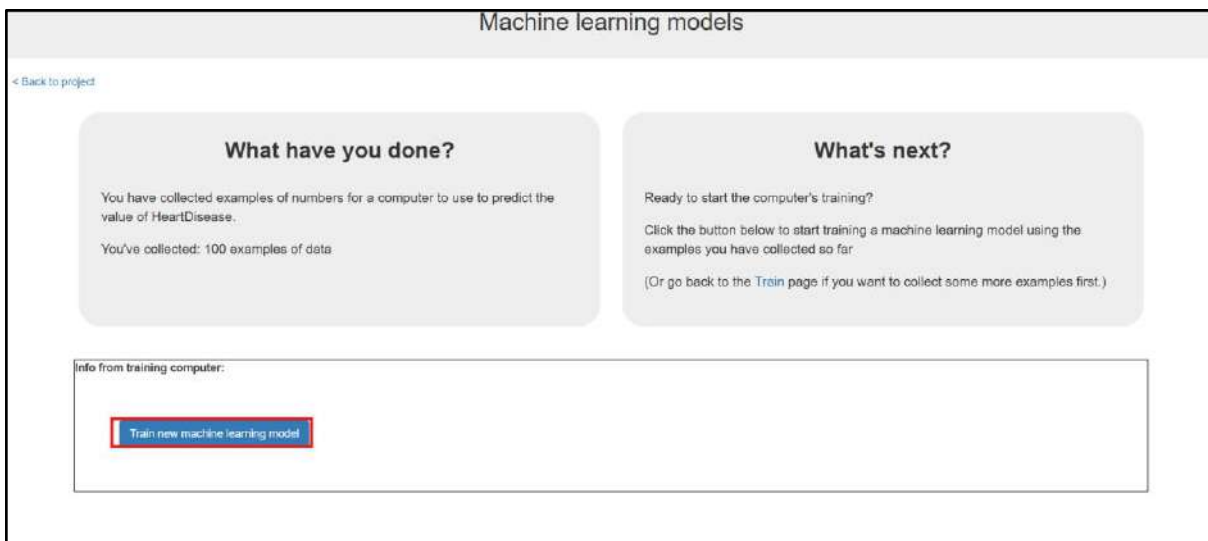 Machine learning models
< Back to project
What have you done?
You have collected examples of numbers for a computer to use to predict the
value of HeartDisease.
You've collected: 100 examples of data
What's next?
Ready to start the computer's training?
Click the button below to start training a machine learning model using the
examples you have collected so far
(Or go back to the Train page if you want to collect some more examples first.)
Info from training computer:
Train new machine learning model